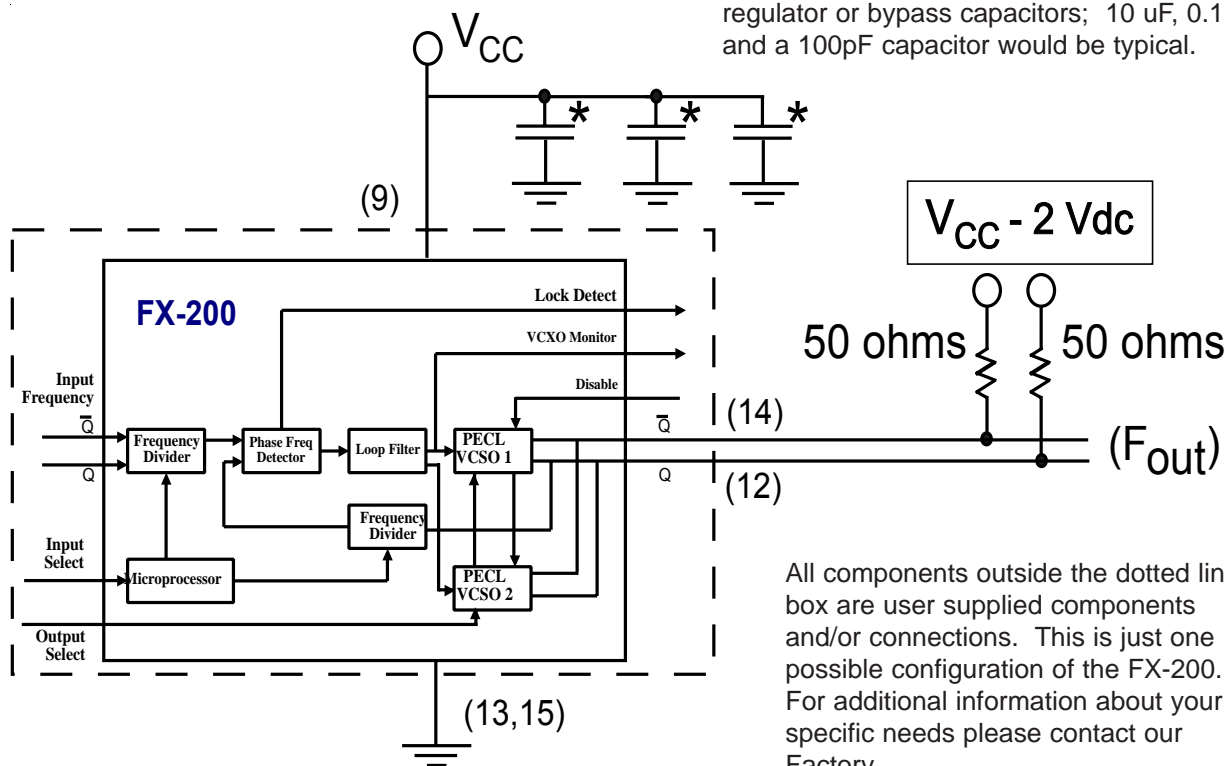 regulator or bypass capacitors; 10 uF, 0.1
and a 100pF capacitor would be typical.
VCC
*
*
*
(9)
VCC - 2 Vdc
50 ohms
50 ohms
FX-200
Lock Detect
VCXO Monitor
Disable
Input
Frequency
Q
Q
Frequency
Divider
Phase Freq
Detector
Loop Filter
PECL
VCSO 1
Q
(14)
Q
(12)
(Fout)
Frequency
Divider
Input
Select
Microprocessor
PECL
VCSO 2
Output
Select
(13,15)
All components outside the dotted lin
box are user supplied components
and/or connections. This is just one
possible configuration of the FX-200.
For additional information about your
specific needs please contact our
Factory